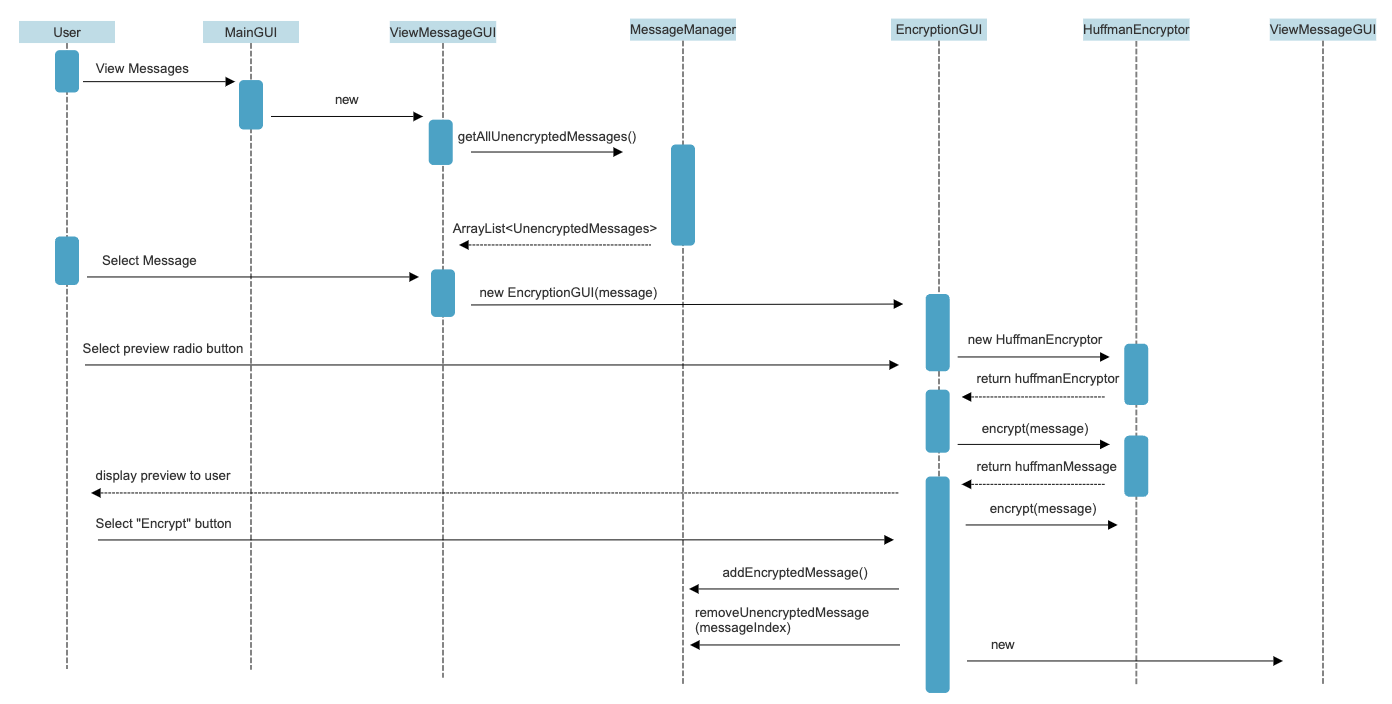 User
MainGUI
ViewMessageGUI
MessageManager
EncryptionGUI
HuffmanEncryptor
ViewMessageGUI
View Messages
new
getAllUnencryptedMessages()
ArrayList<UnencryptedMessages>
Select Message
new EncryptionGUI(message)
new HuffmanEncryptor
Select preview radio button
return huffmanEncryptor
encrypt(message)
return huffmanMessage
display preview to user
encrypt(message)
Select "Encrypt" button
addEncryptedMessage()
removeUnencryptedMessage
(messageIndex)
new